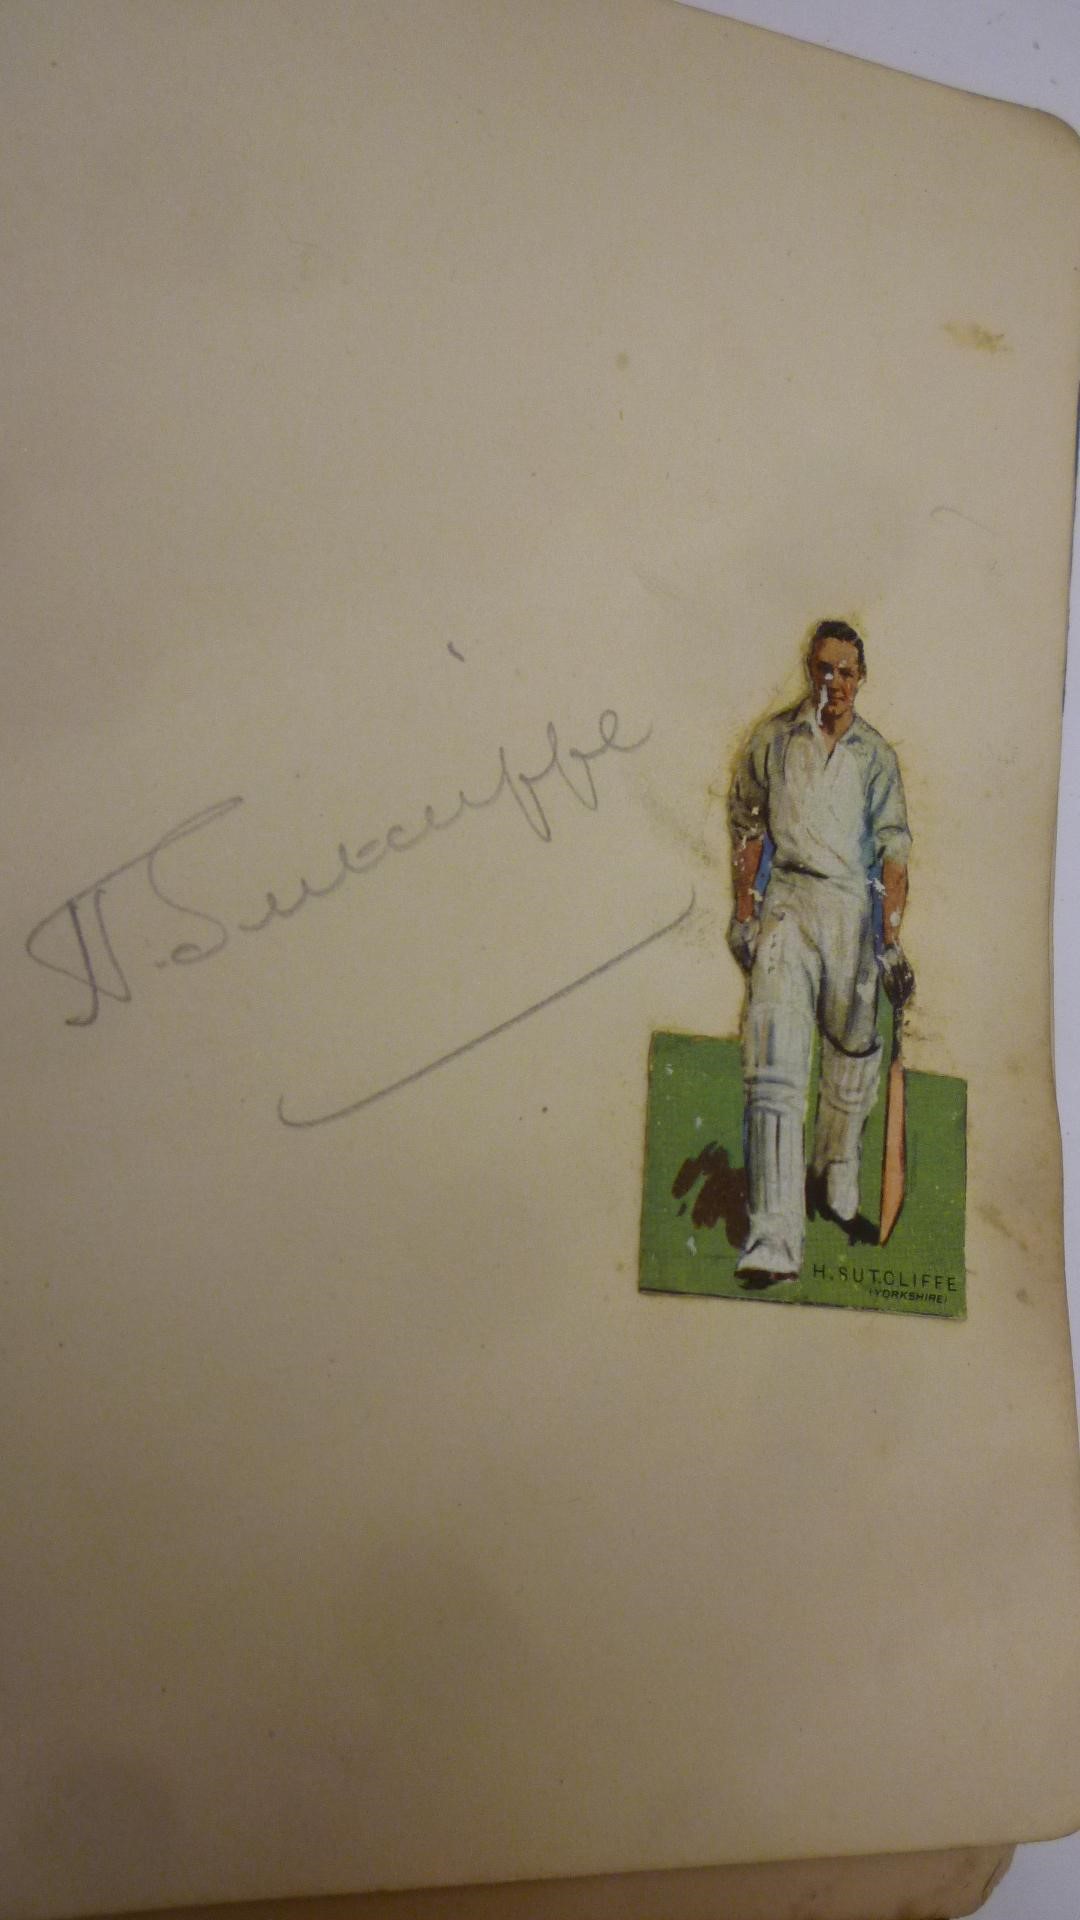 H. Sutcliffe
H. SUTCLIFFE
(YORKSHIRE)